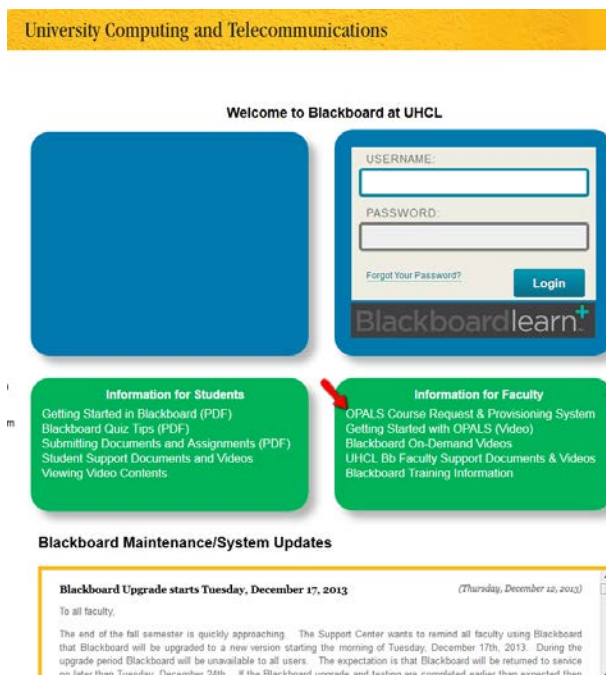 University Computing and Telecommunications
Welcome to Blackboard at UHCL
USERNAME:
PASSWORD:
Forgot Your Password?
Login
Blackboardlearn+
Information for Students
Getting Started in Blackboard (PDF)
Blackboard Quiz Tips (PDF)
Submitting Documents and Assignments (PDF)
Student Support Documents and Videos
Viewing Video Contents
Information for Faculty
OPALS Course Request & Provisioning System
Getting Started with OPALS (Video)
Blackboard On-Demand Videos
UHCL Bb Faculty Support Documents & Videos
Blackboard Training Information
Blackboard Maintenance/System Updates
Blackboard Upgrade starts Tuesday, December 17, 2013
(Thursday, December 12, 2013)
To all faculty,
The end of the fall semester is quickly approaching. The Support Center wants to remind all faculty using Blackboard
that Blackboard will be upgraded to a new version starting the morning of Tuesday, December 17th, 2013. During the
upgrade period Blackboard will be unavailable to all users. The expectation is that Blackboard will be returned to service
no later than Tuesday, December 24th. If the Blackboard upgrade and testing are completed earlier than expected then